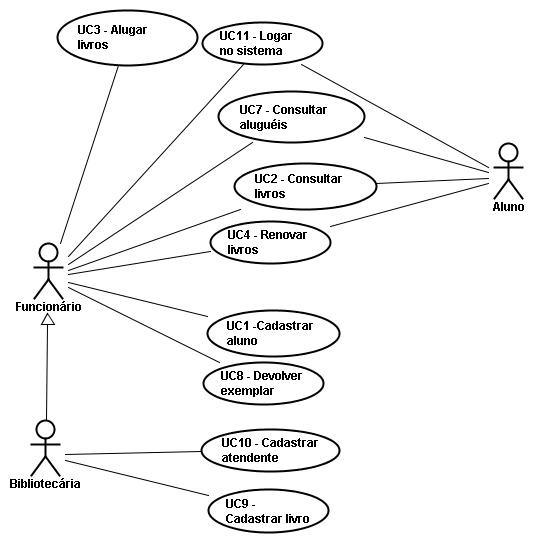 UC3 - Alugar
livros
UC11 - Logar
no sistema
UC7 - Consultar
aluguéis
UC2 - Consultar
livros
Aluno
UC4 - Renovar
livros
Funcionário
UC1 -Cadastrar
aluno
UC8 - Devolver
exemplar
UC10 - Cadastrar
atendente
Bibliotecária
UC9 -
Cadastrar livro